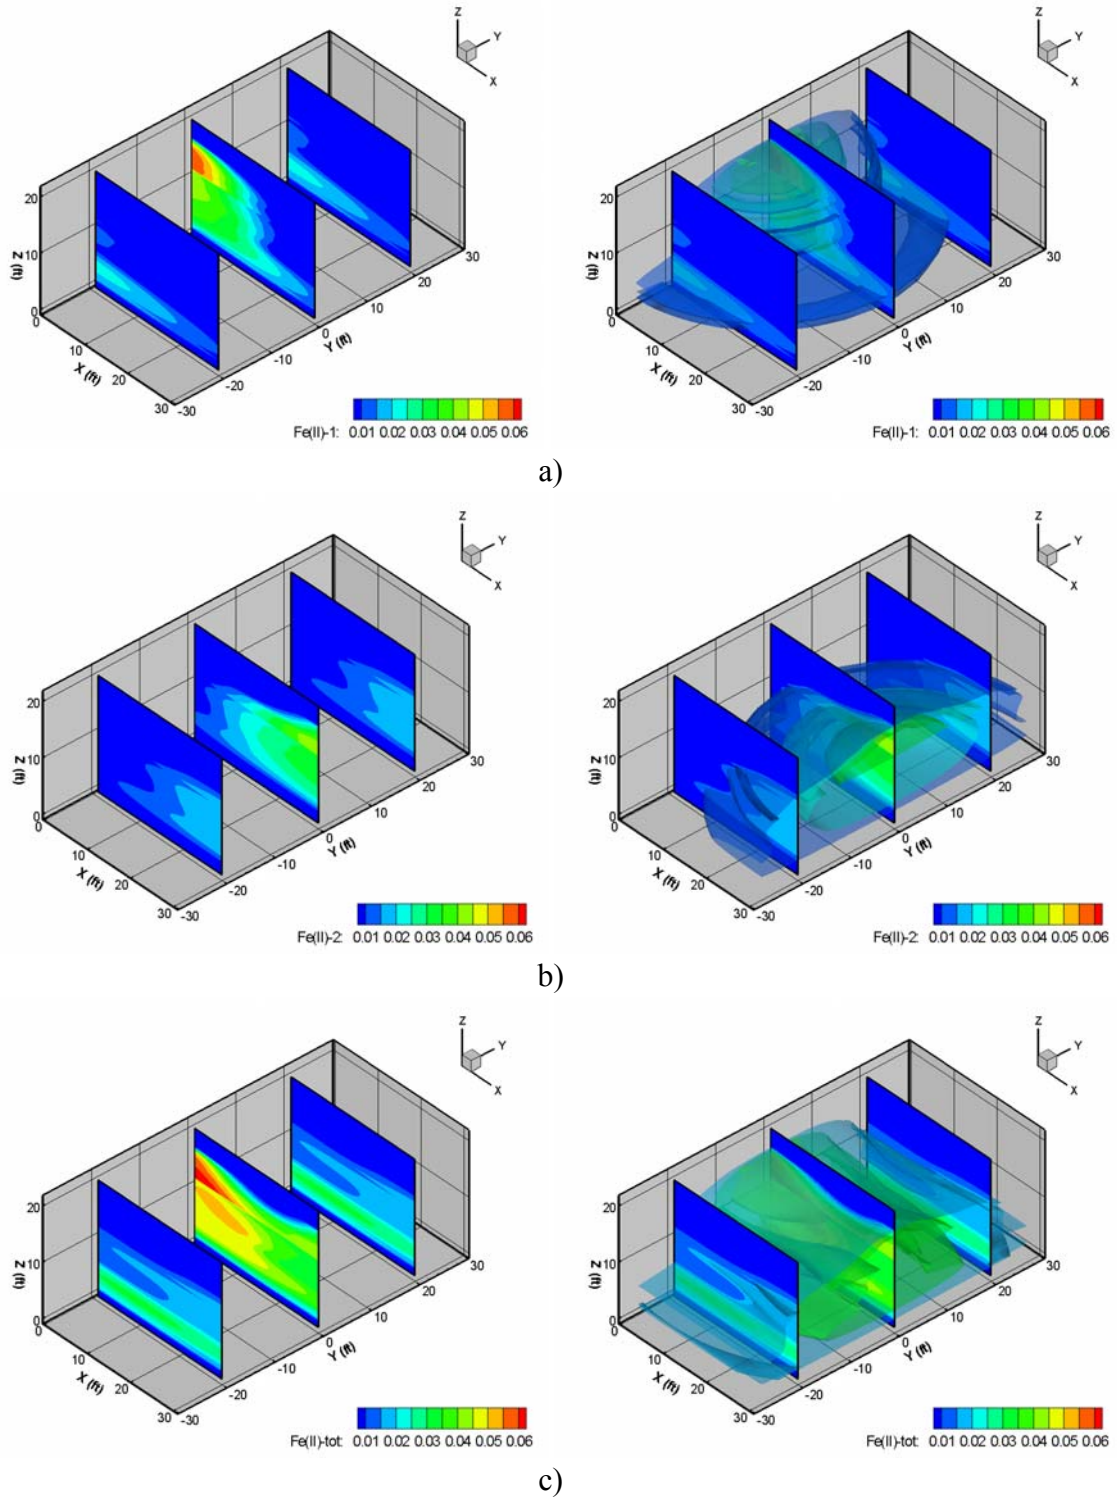 Z
Y
X
20
10
0
Z (ft)
0
10
20
30
X (ft)
-30
-20
-10
0
10
20
30
Y (ft)
Fe(II)-1: 0.01 0.02 0.03 0.04 0.05 0.06
Z
Y
X
20
10
0
Z (ft)
0
10
20
30
X (ft)
-30
-20
-10
0
10
20
30
Y (ft)
Fe(II)-1: 0.01 0.02 0.03 0.04 0.05 0.06
a)
Z
Y
X
20
10
0
Z (ft)
0
10
20
30
X (ft)
-30
-20
-10
0
10
20
30
Y (ft)
Fe(II)-2: 0.01 0.02 0.03 0.04 0.05 0.06
Z
Y
X
20
10
0
Z (ft)
0
10
20
30
X (ft)
-30
-20
-10
0
10
20
30
Y (ft)
Fe(II)-2: 0.01 0.02 0.03 0.04 0.05 0.06
b)
Z
Y
X
20
10
0
Z (ft)
0
10
20
30
X (ft)
-30
-20
-10
0
10
20
30
Y (ft)
Fe(II)-tot: 0.01 0.02 0.03 0.04 0.05 0.06
Z
Y
X
20
10
0
Z (ft)
0
10
20
30
X (ft)
-30
-20
-10
0
10
20
30
Y (ft)
Fe(II)-tot: 0.01 0.02 0.03 0.04 0.05 0.06
c)